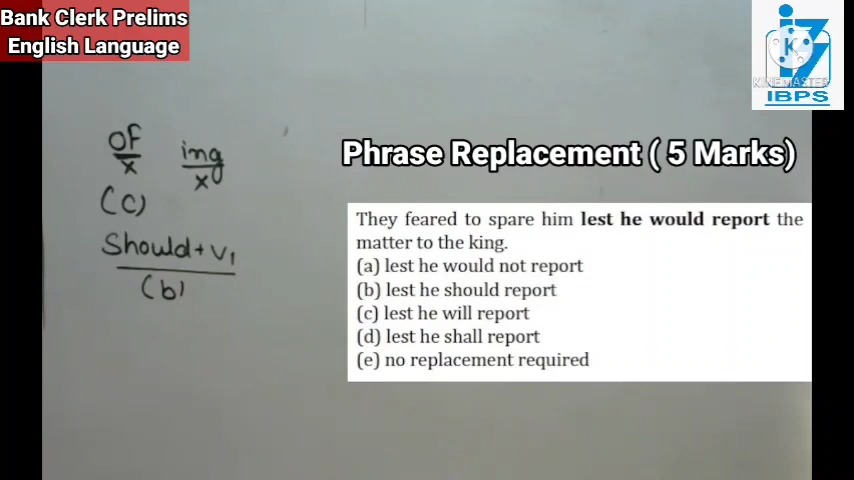 Bank Clerk Prelims
English Language
KINEMASTER
IBPS
Phrase Replacement ( 5 Marks)
of
x
ing
x
(c)
Should + V1
(b)
They feared to spare him lest he would report the
matter to the king.
(a) lest he would not report
(b) lest he should report
(c) lest he will report
(d) lest he shall report
(e) no replacement required